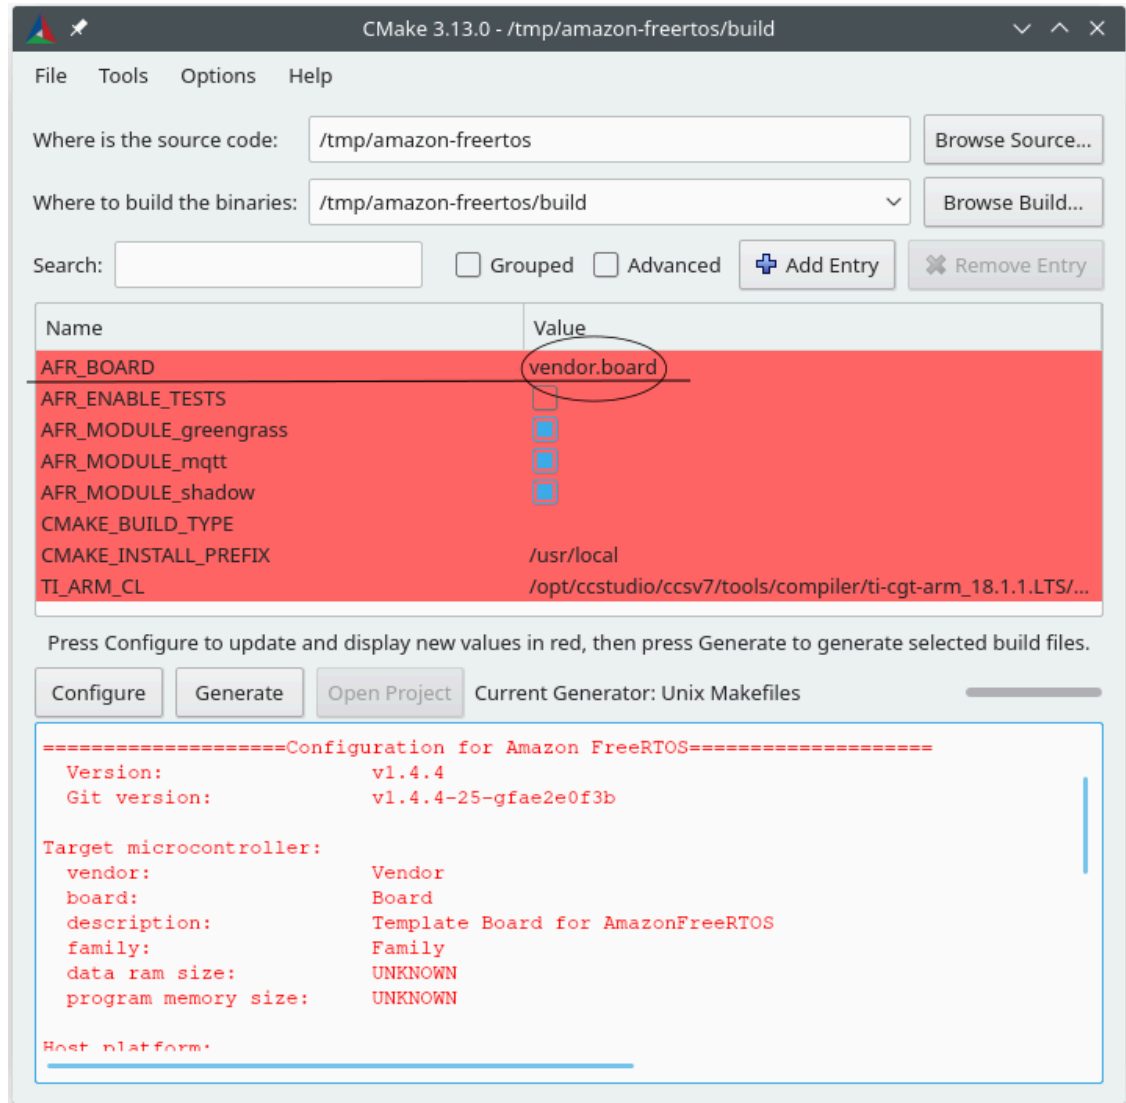 CMake 3.13.0 - /tmp/amazon-freertos/build
File Tools Options Help
Where is the source code: /tmp/amazon-freertos Browse Source...
Where to build the binaries: /tmp/amazon-freertos/build Browse Build...
Search: Grouped Advanced Add Entry Remove Entry
Name Value
AFR_BOARD vendor.board
AFR_ENABLE_TESTS
AFR_MODULE_greengrass
AFR_MODULE_mqtt
AFR_MODULE_shadow
CMAKE_BUILD_TYPE
CMAKE_INSTALL_PREFIX /usr/local
TI_ARM_CL /opt/ccstudio/ccsv7/tools/compiler/ti-cgt-arm_18.1.1.LTS/...
Press Configure to update and display new values in red, then press Generate to generate selected build files.
Configure Generate Open Project Current Generator: Unix Makefiles
====================Configuration for Amazon FreeRTOS====================
Version: v1.4.4
Git version: v1.4.4-25-gfae2e0f3b
Target microcontroller:
vendor: Vendor
board: Board
description: Template Board for AmazonFreeRTOS
family: Family
data ram size: UNKNOWN
program memory size: UNKNOWN
Host platform: